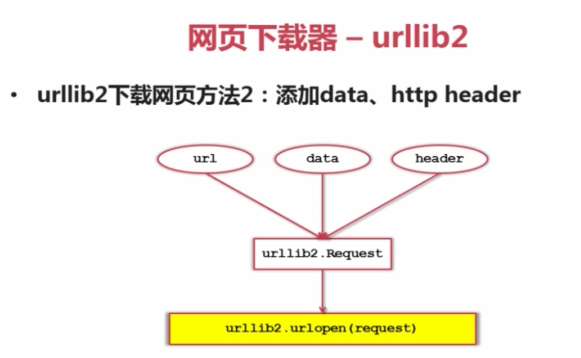 网页下载器 – urllib2
• urllib2下载网页方法2：添加data、http header
url data header
urllib2.Request
urllib2.urlopen(request)